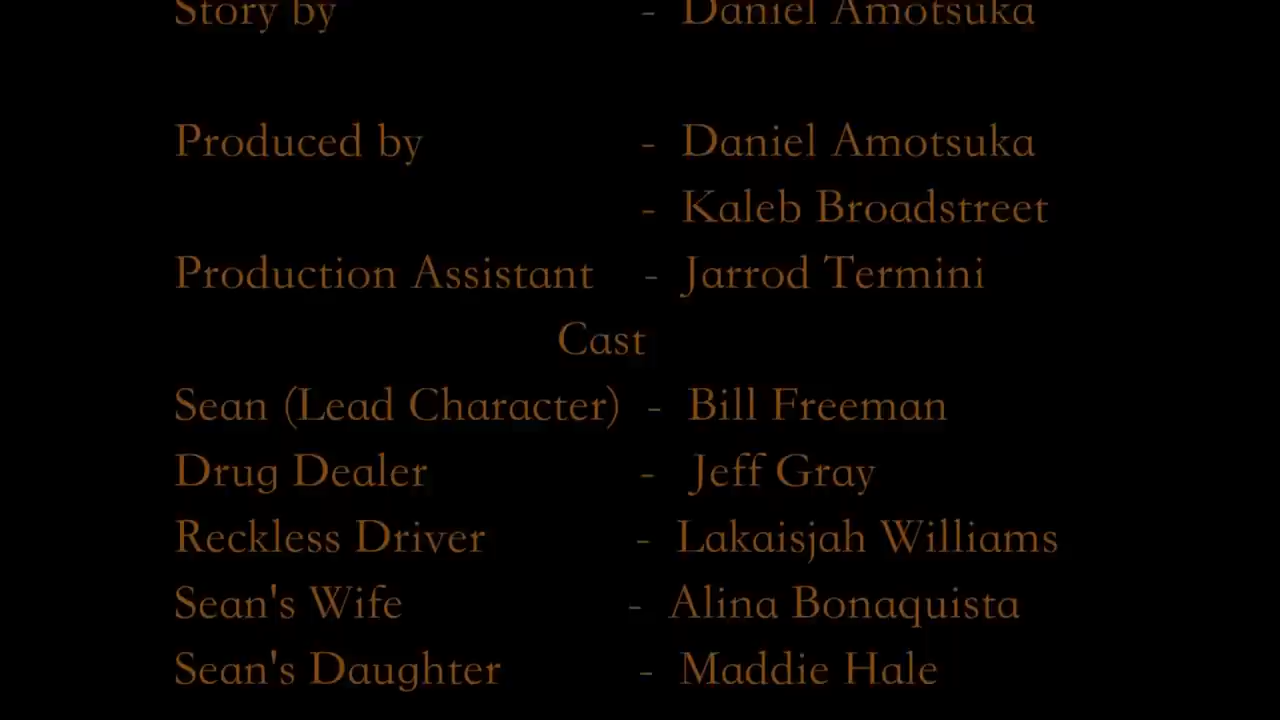 Story by - Daniel Amotsuka
Produced by - Daniel Amotsuka
- Kaleb Broadstreet
Production Assistant - Jarrod Termini
Cast
Sean (Lead Character) - Bill Freeman
Drug Dealer - Jeff Gray
Reckless Driver - Lakaisjah Williams
Sean's Wife - Alina Bonaquista
Sean's Daughter - Maddie Hale